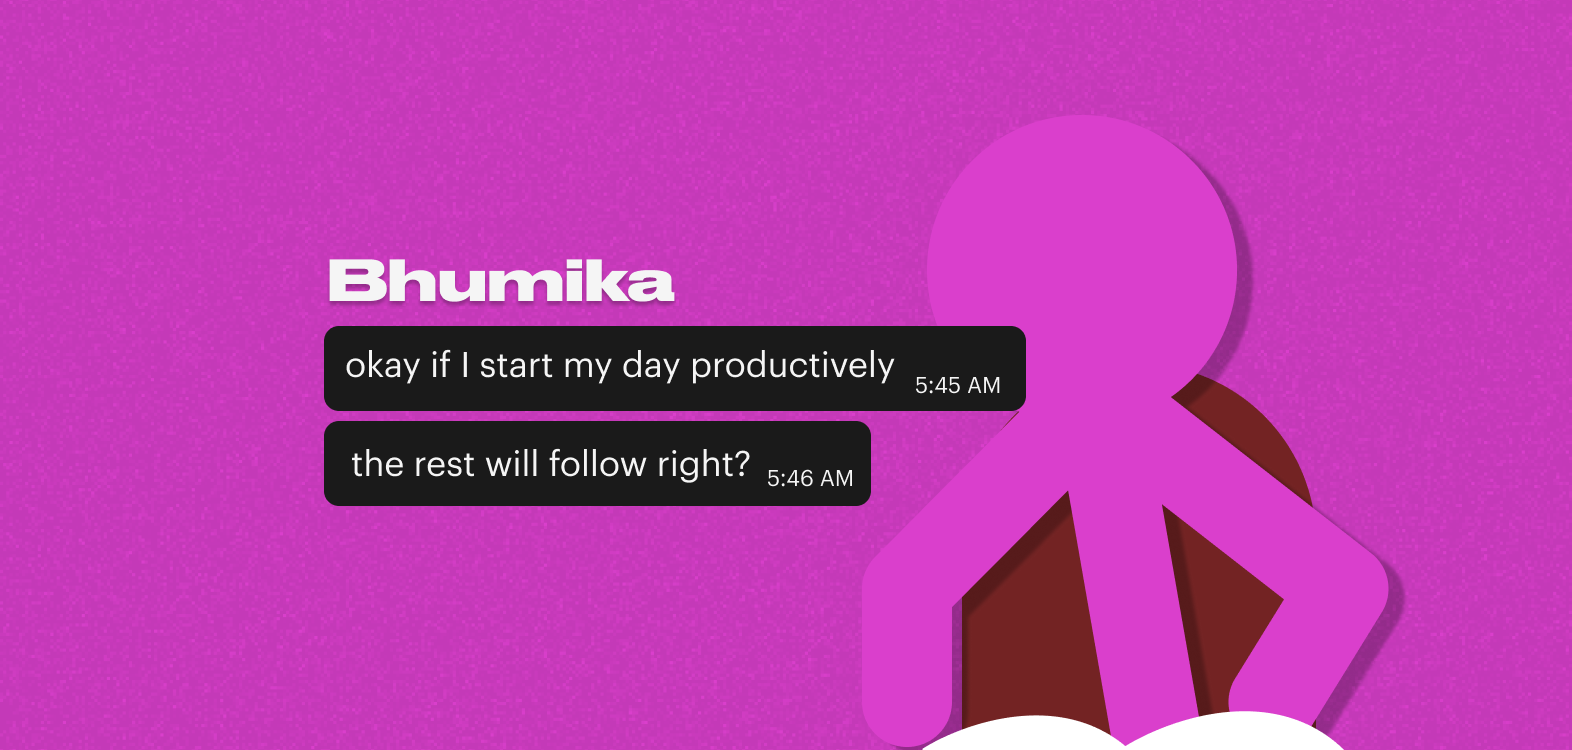 Bhumika
okay if I start my day productively 5:45 AM
the rest will follow right? 5:46 AM